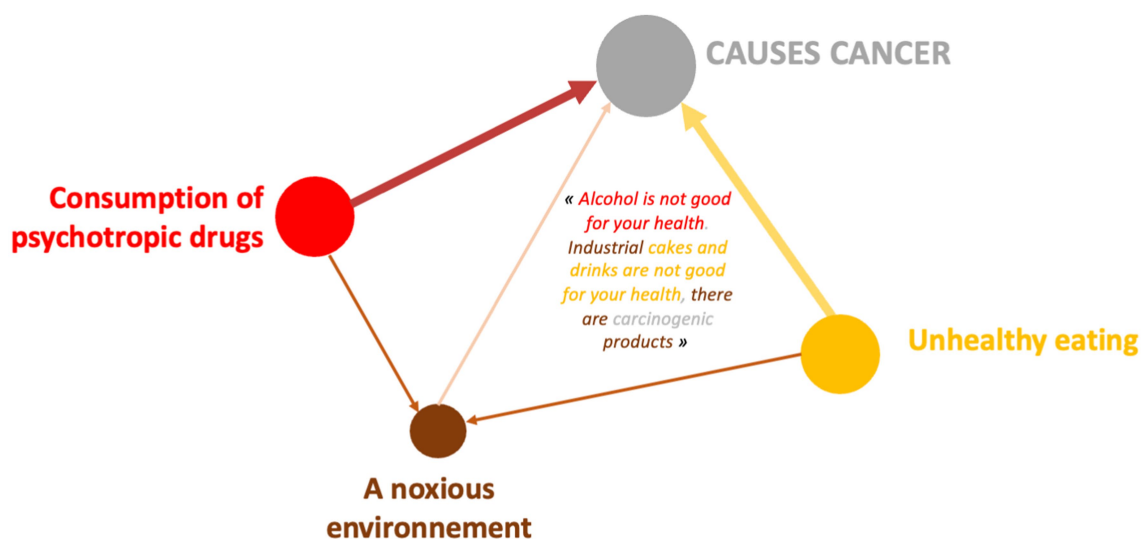 CAUSES CANCER
Consumption of
psychotropic drugs
« Alcohol is not good
for your health.
Industrial cakes and
drinks are not good
for your health, there
are carcinogenic
products »
Unhealthy eating
A noxious
environnement